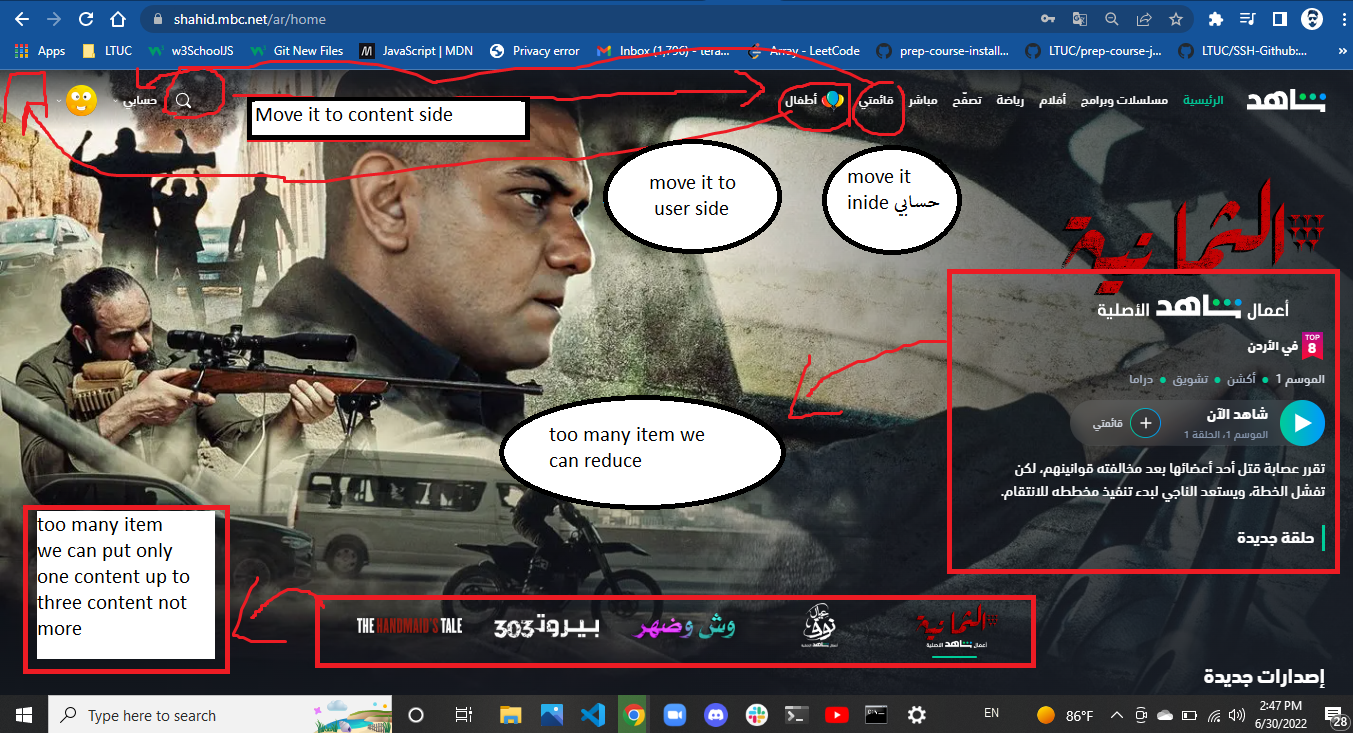 shahid.mbc.net/ar/home
Apps
LTUC
w3SchoolJS
Git New Files
JavaScript | MDN
Privacy error
Inbox (1,796) - tera...
Array - LeetCode
prep-course-install...
LTUC/prep-course-j...
LTUC/SSH-Github:...
»
شاهد
الرئيسية
مسلسلات وبرامج
أفلام
رياضة
تصفّح
مباشر
قائمتي
أطفال
حسابي
Move it to content side
move it to
user side
move it
inide حسابي
الثمانية
أعمال شاهد الأصلية
TOP
8
في الأردن
الموسم 1 • أكشن • تشويق • دراما
شاهد الآن
الموسم 1، الحلقة 1
+
قائمتي
تقرر عصابة قتل أحد أعضائها بعد مخالفته قوانينهم، لكن
تفشل الخطة، ويستعد الناجي لبدء تنفيذ مخططه للانتقام.
حلقة جديدة
too many item we
can reduce
too many item
we can put only
one content up to
three content not
more
الثمانية
أعمال شاهد الأصلية
وش وضهر
بيروت 303
THE HANDMAID'S TALE
إصدارات جديدة
Type here to search
EN
86°F
2:47 PM
6/30/2022
28